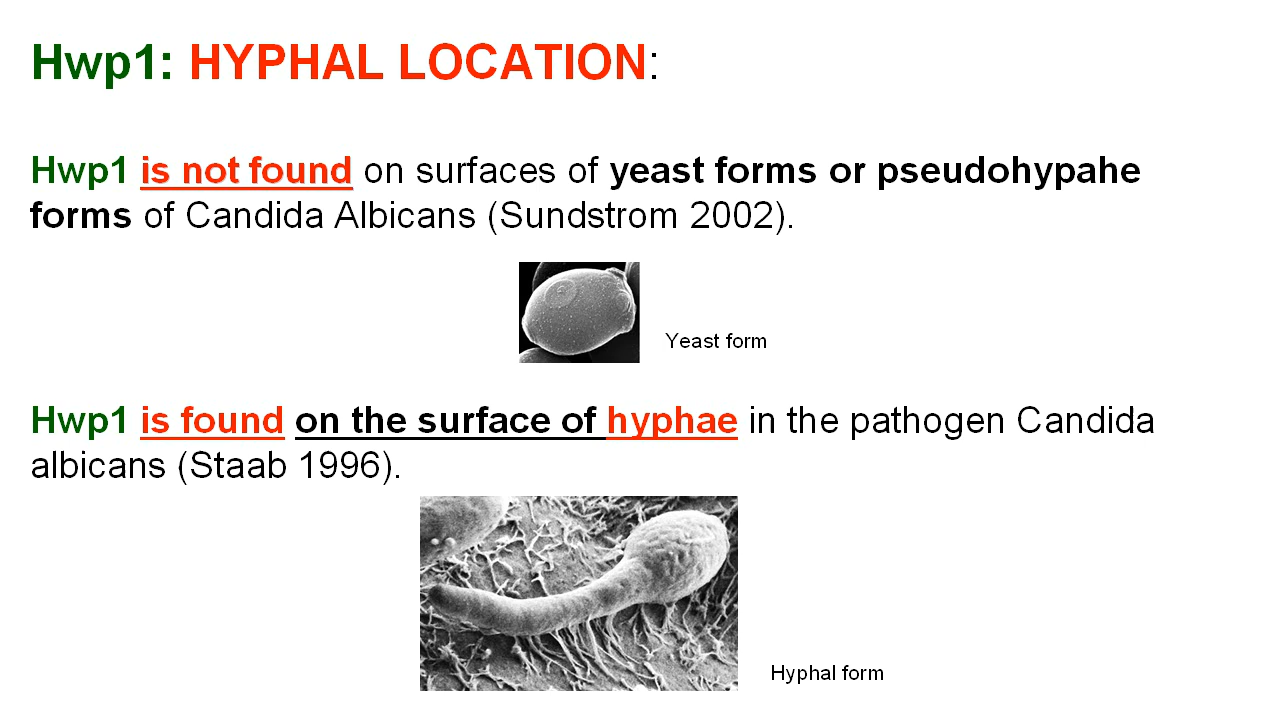 Hwp1: HYPHAL LOCATION:
Hwp1 is not found on surfaces of yeast forms or pseudohypahe
forms of Candida Albicans (Sundstrom 2002).
Yeast form
Hwp1 is found on the surface of hyphae in the pathogen Candida
albicans (Staab 1996).
Hyphal form